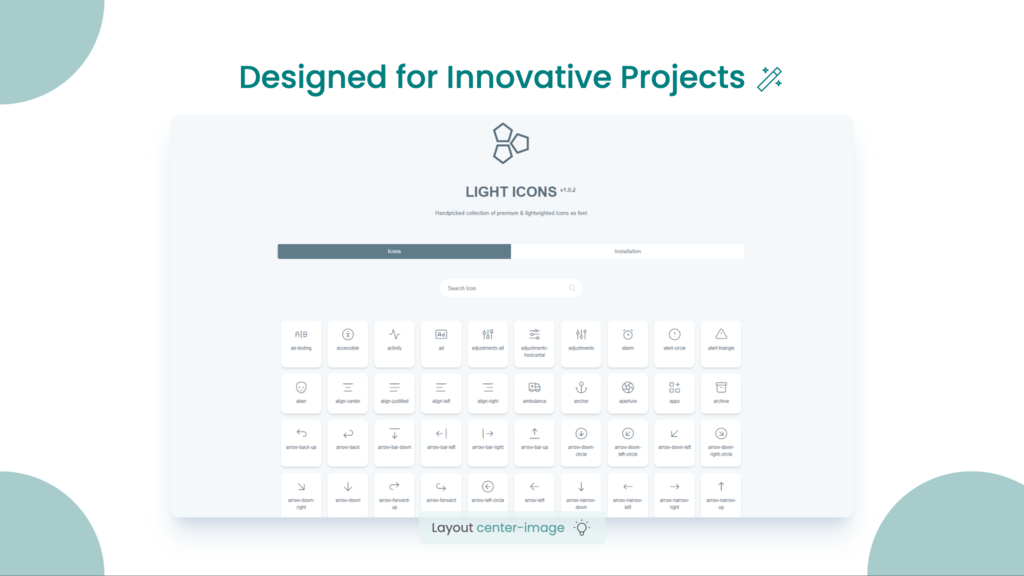 Designed for Innovative Projects
LIGHT ICONS v1.0.2
Handpicked collection of premium & lightwighted icons as font
Icons
Installation
Search Icon
A|B
Ad
ab-testing
accessible
activity
ad
adjustments-alt
adjustments-horizontal
adjustments
alarm
alert-circle
alert-triangle
alien
align-center
align-justified
align-left
align-right
ambulance
anchor
aperture
apps
archive
arrow-back-up
arrow-back
arrow-bar-down
arrow-bar-left
arrow-bar-right
arrow-bar-up
arrow-down-circle
arrow-down-left-circle
arrow-down-left
arrow-down-right-circle
arrow-down-right
arrow-down
arrow-forward-up
arrow-forward
arrow-left-circle
arrow-left
arrow-narrow-down
arrow-narrow-left
arrow-narrow-right
arrow-narrow-up
Layout center-image